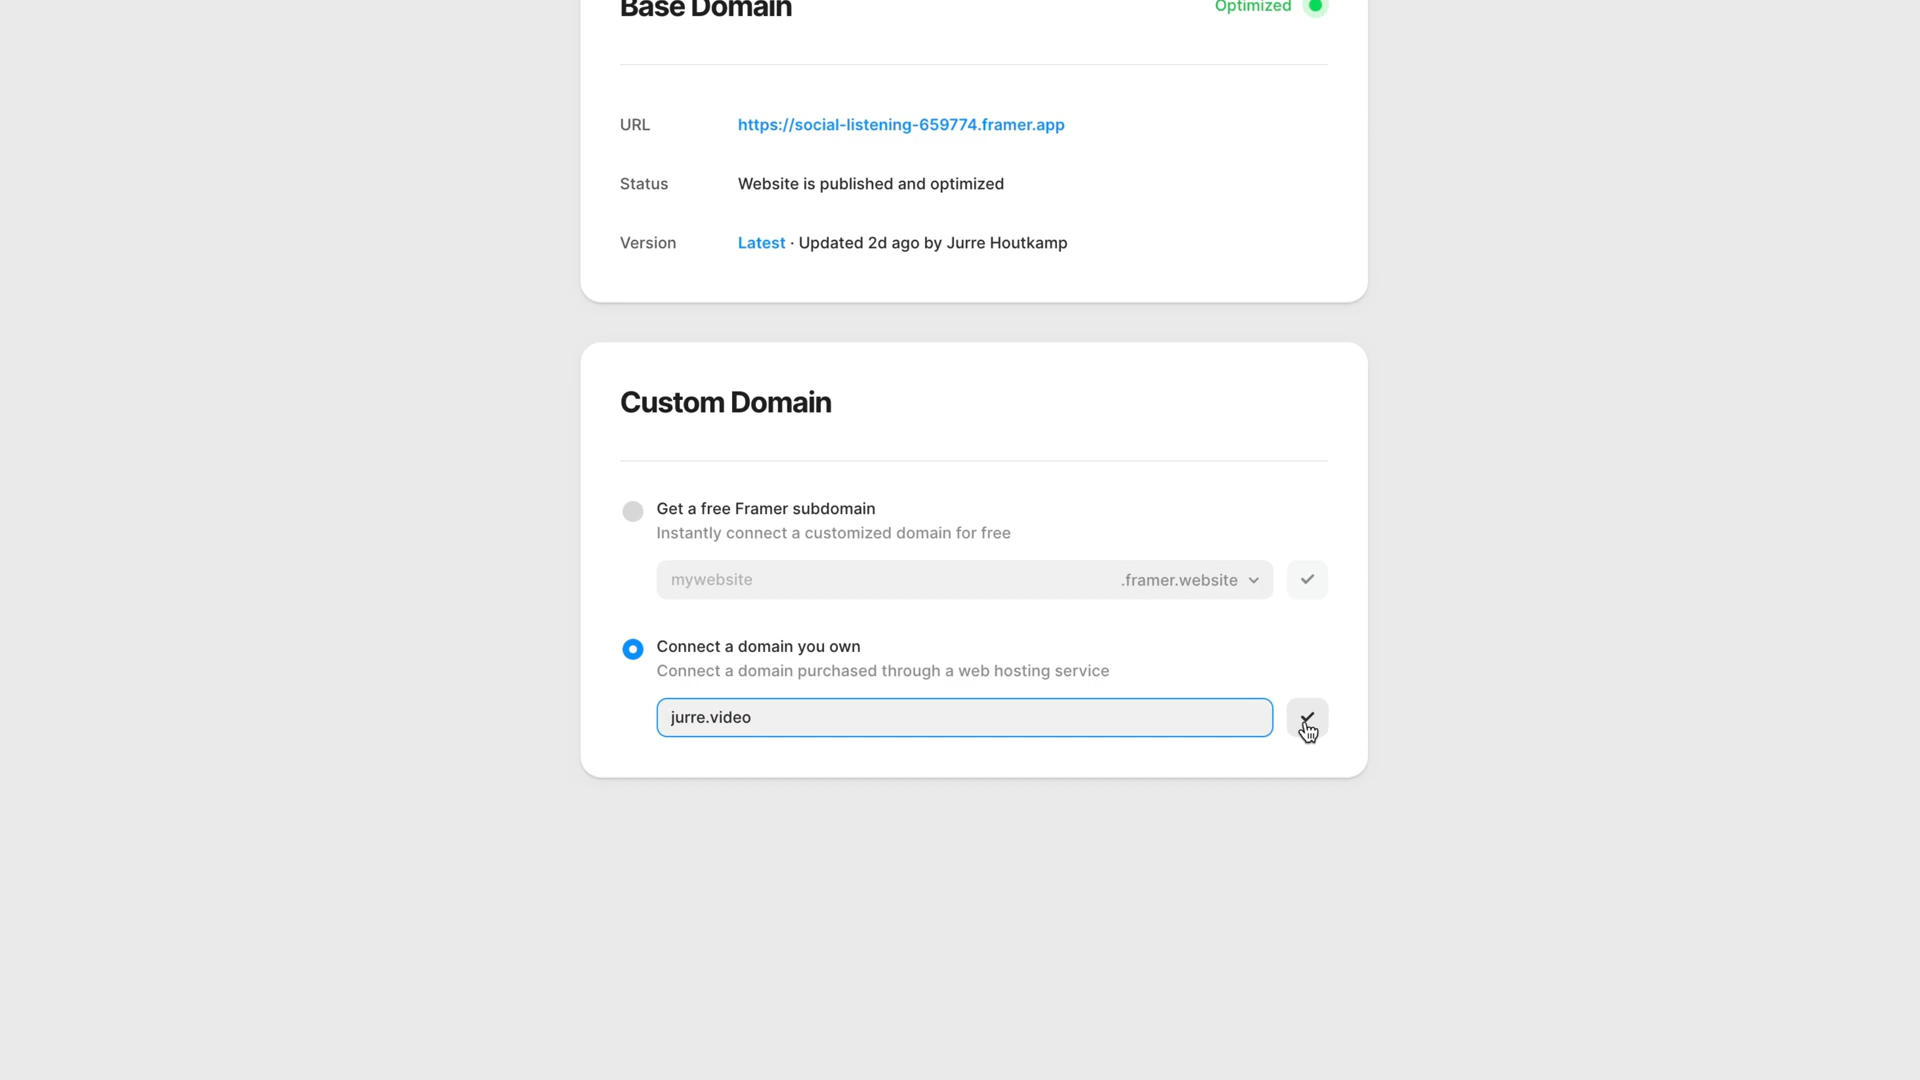 Base Domain
Optimized
URL
https://social-listening-659774.framer.app
Status
Website is published and optimized
Version
Latest · Updated 2d ago by Jurre Houtkamp
Custom Domain
Get a free Framer subdomain
Instantly connect a customized domain for free
mywebsite
.framer.website
Connect a domain you own
Connect a domain purchased through a web hosting service
jurre.video